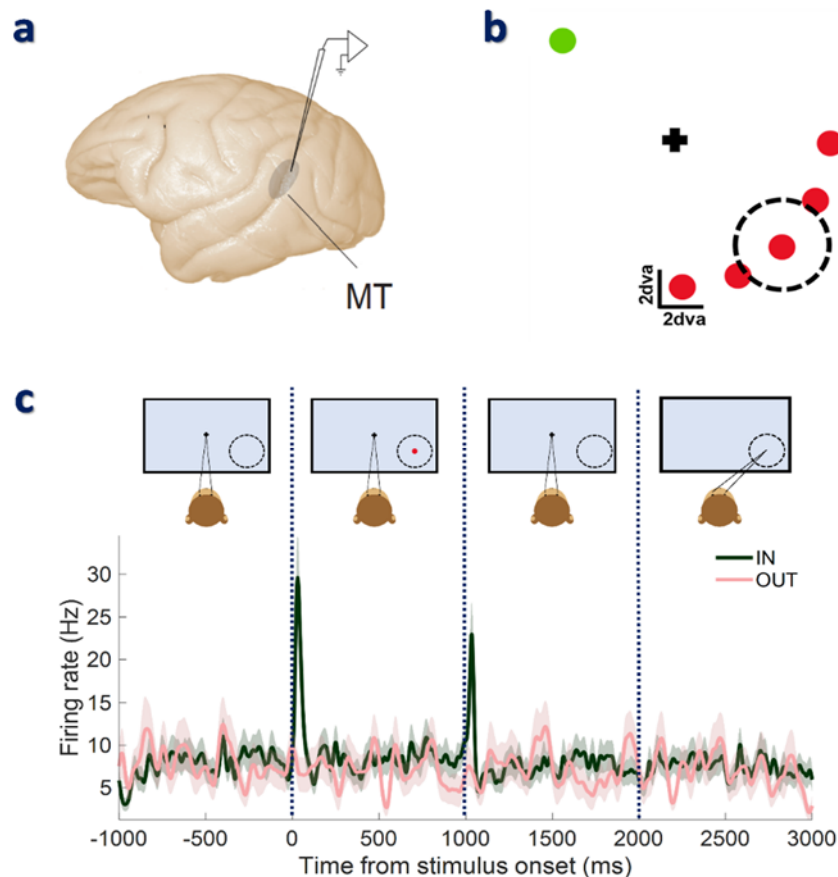 a
MT
b
2dva
2dva
c
IN
OUT
Firing rate (Hz)
30
25
20
15
10
5
-1000 -500 0 500 1000 1500 2000 2500 3000
Time from stimulus onset (ms)